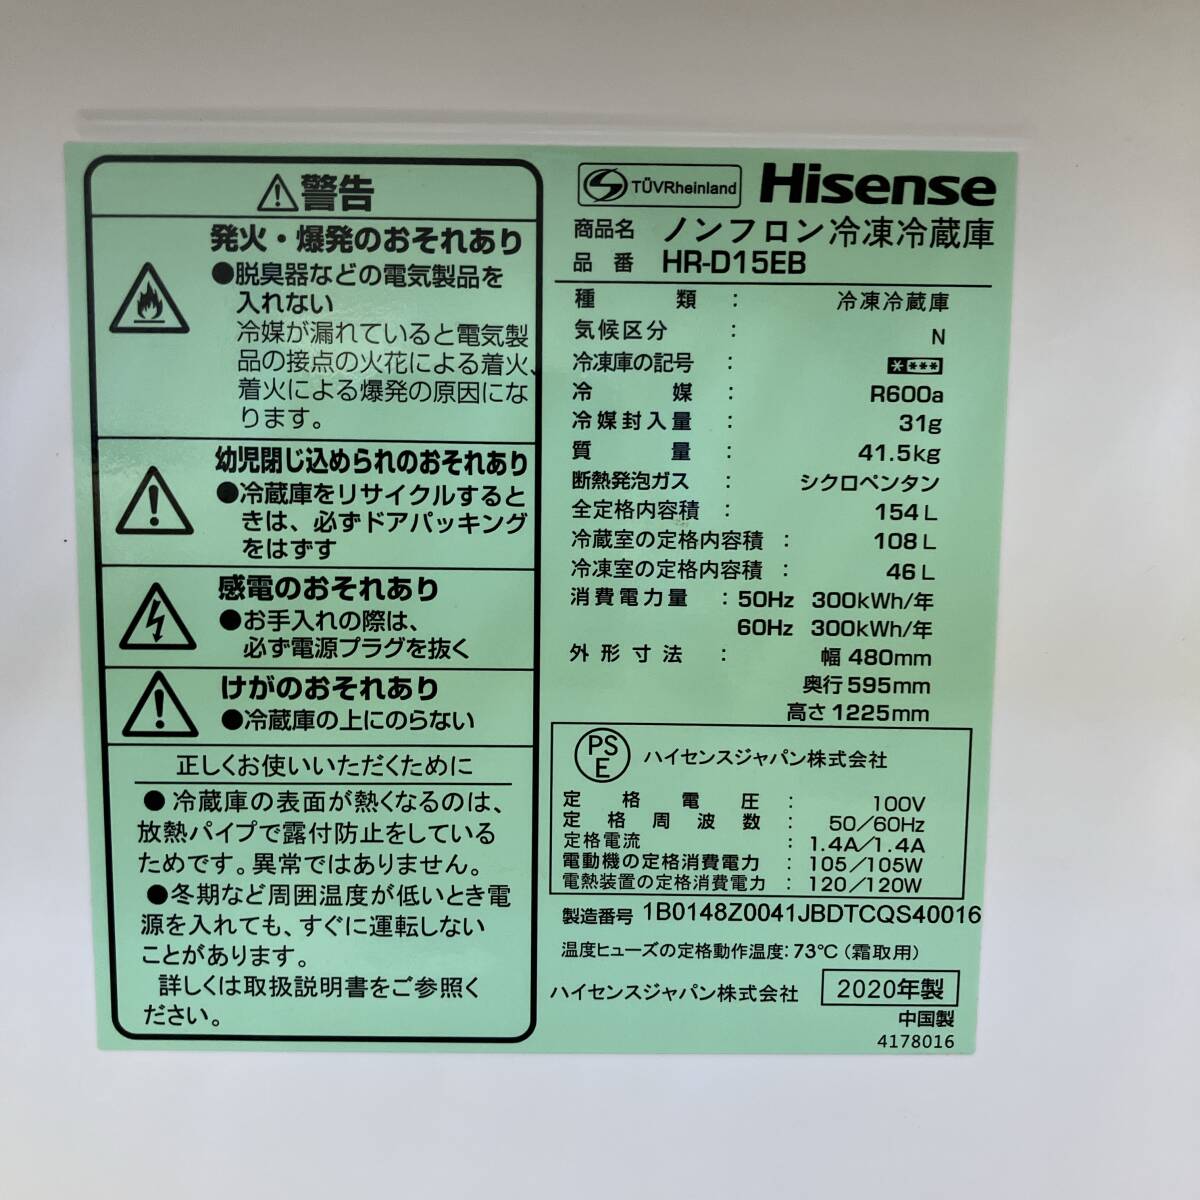 警告
発火・爆発のおそれあり
●脱臭器などの電気製品を
入れない
冷媒が漏れていると電気製
品の接点の火花による着火、
着火による爆発の原因にな
ります。
幼児閉じ込められのおそれあり
●冷蔵庫をリサイクルすると
きは、必ずドアパッキング
をはずす
感電のおそれあり
●お手入れの際は、
必ず電源プラグを抜く
けがのおそれあり
●冷蔵庫の上にのらない
正しくお使いいただくために
●冷蔵庫の表面が熱くなるのは、
放熱パイプで露付防止をしている
ためです。異常ではありません。
●冬期など周囲温度が低いとき電
源を入れても、すぐに運転しない
ことがあります。
詳しくは取扱説明書をご参照く
ださい。
TÜVRheinland Hisense
商品名 ノンフロン冷凍冷蔵庫
品番 HR-D15EB
種類 : 冷凍冷蔵庫
気候区分 : N
冷凍庫の記号 : ****
冷媒 : R600a
冷媒封入量 : 31g
質量 : 41.5kg
断熱発泡ガス : シクロペンタン
全定格内容積 : 154L
冷蔵室の定格内容積 : 108L
冷凍室の定格内容積 : 46L
消費電力量 : 50Hz 300kWh/年
60Hz 300kWh/年
外形寸法 : 幅 480mm
奥行 595mm
高さ 1225mm
PS
E ハイセンスジャパン株式会社
定格電圧 : 100V
定格周波数 : 50/60Hz
定格電流 : 1.4A/1.4A
電動機の定格消費電力 : 105/105W
電熱装置の定格消費電力 : 120/120W
製造番号 1B0148Z0041JBDTCQS40016
温度ヒューズの定格動作温度:73℃(霜取用)
ハイセンスジャパン株式会社 2020年製
中国製
4178016